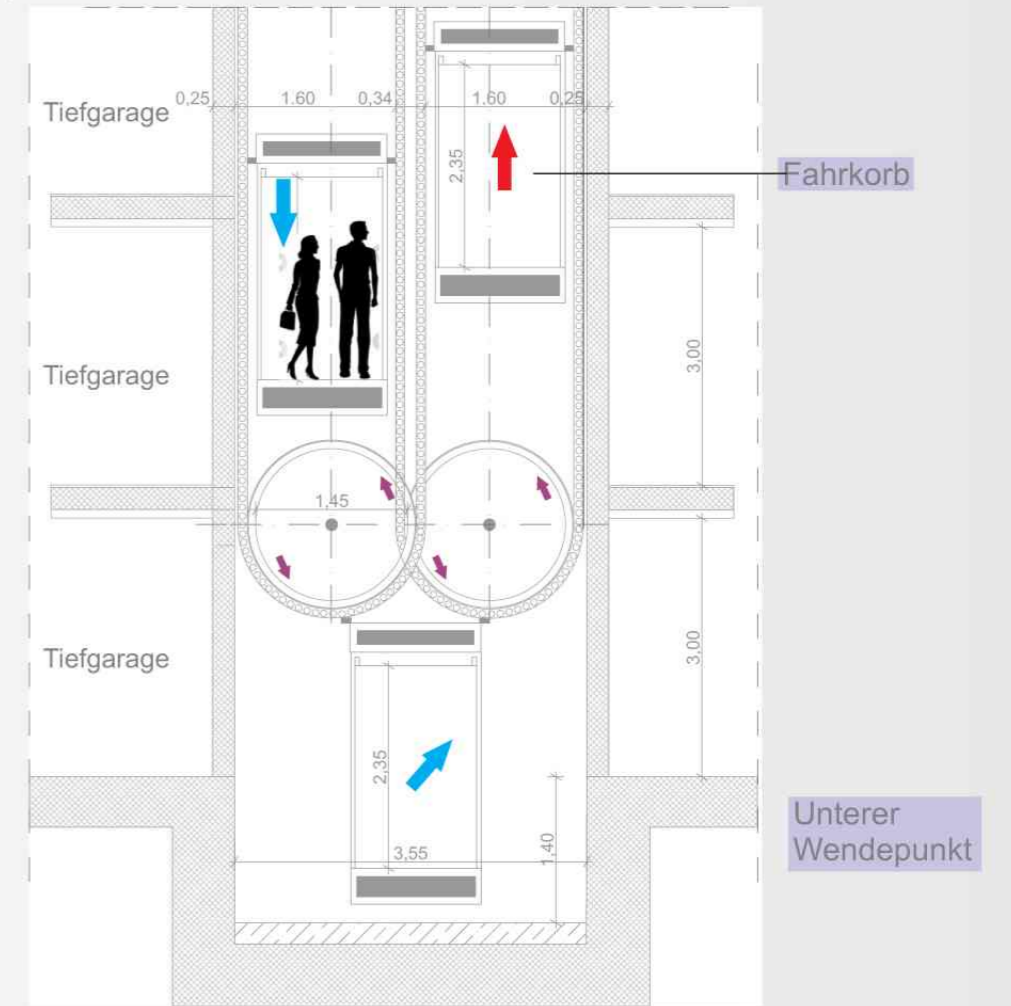 0,25
1.60
0,34
1.60
0,25
Tiefgarage
2,35
Fahrkorb
3,00
Tiefgarage
1,45
3,00
Tiefgarage
2,35
1,40
3,55
Unterer
Wendepunkt